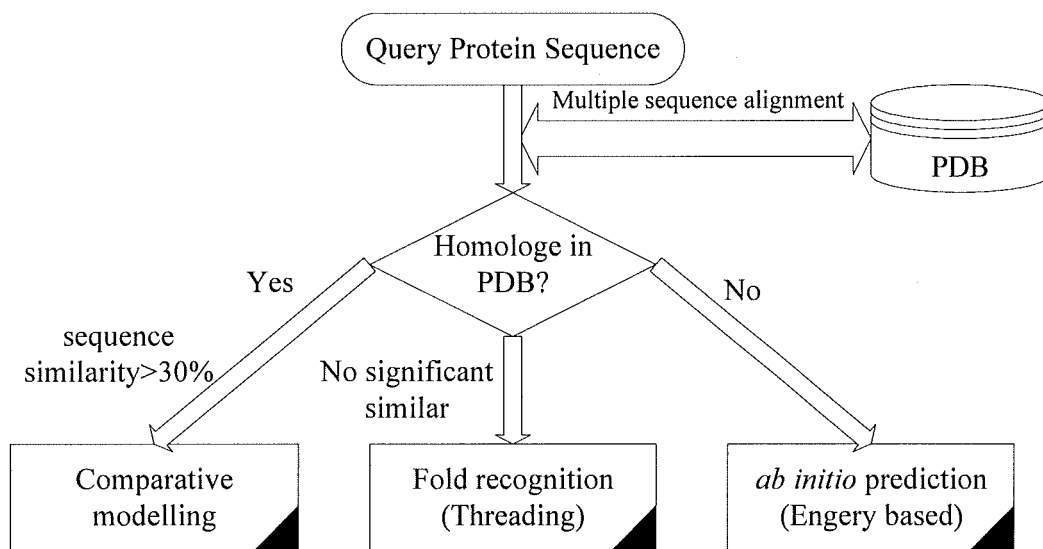 Query Protein Sequence
Multiple sequence alignment
PDB
Homologe in
PDB?
Yes
No
sequence
similarity>30%
No significant
similar
Comparative
modelling
Fold recognition
(Threading)
ab initio prediction
(Engery based)